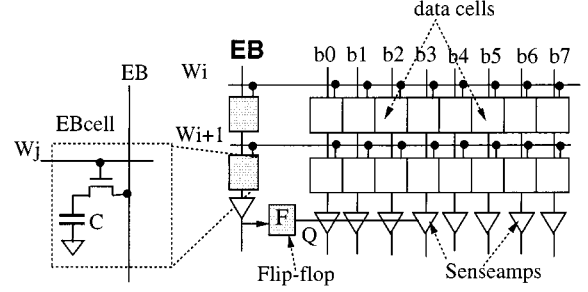 data cells
EB b0 b1 b2 b3 b4 b5 b6 b7
EB
Wi
EBcell
Wi+1
Wj
C
F
Q
Flip-flop
Senseamps